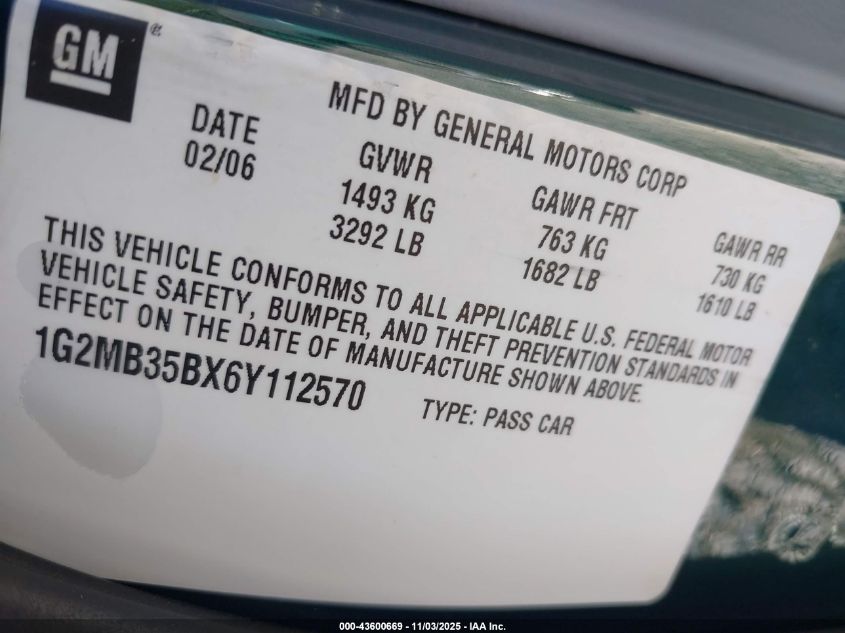 GM ®
MFD BY GENERAL MOTORS CORP
DATE GVWR GAWR FRT GAWR RR
02/06 1493 KG 763 KG 730 KG
3292 LB 1682 LB 1610 LB
THIS VEHICLE CONFORMS TO ALL APPLICABLE U.S. FEDERAL MOTOR
VEHICLE SAFETY, BUMPER, AND THEFT PREVENTION STANDARDS IN
EFFECT ON THE DATE OF MANUFACTURE SHOWN ABOVE.
1G2MB35BX6Y112570 TYPE: PASS CAR
000-43600669 - 11/03/2025 - IAA Inc.